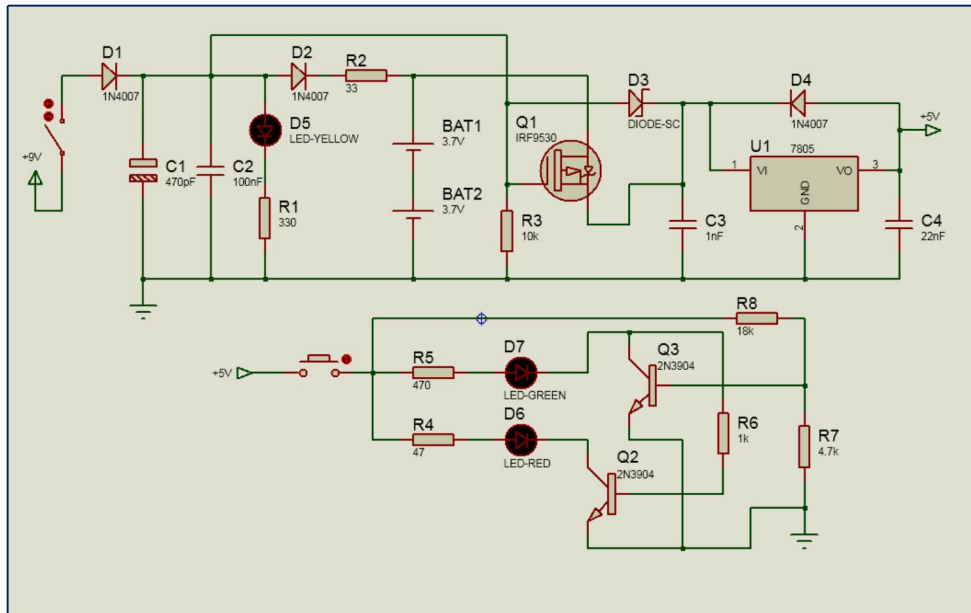 D1
1N4007
D2
1N4007
R2
33
D3
DIODE-SC
D4
1N4007
+9V
D5
LED-YELLOW
BAT1
3.7V
Q1
IRF9530
U1
7805
+5V
1
VI
VO
3
GND
2
C1
470pF
C2
100nF
R1
330
BAT2
3.7V
R3
10k
C3
1nF
C4
22nF
R8
18k
+5V
R5
470
D7
LED-GREEN
Q3
2N3904
R4
47
D6
LED-RED
R6
1k
R7
4.7k
Q2
2N3904